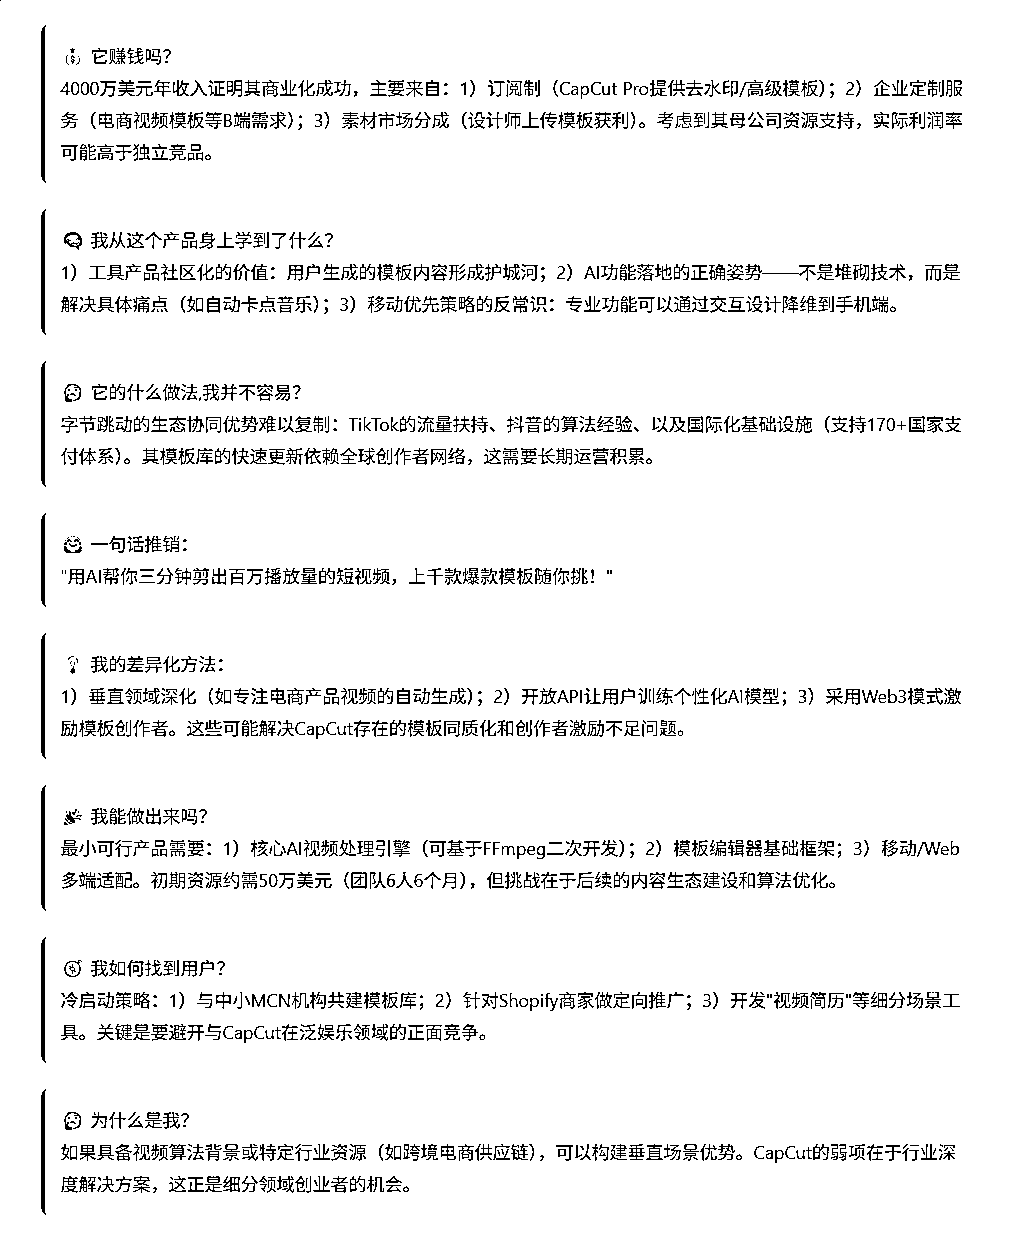 💰 它赚钱吗？
4000万美元年收入证明其商业化成功，主要来自：1）订阅制（CapCut Pro提供去水印/高级模板）；2）企业定制服
务（电商视频模板等B端需求）；3）素材市场分成（设计师上传模板获利）。考虑到其母公司资源支持，实际利润率
可能高于独立竞品。
我从这个产品身上学到了什么？
1）工具产品社区化的价值：用户生成的模板内容形成护城河；2）AI功能落地的正确姿势——不是堆砌技术，而是
解决具体痛点（如自动卡点音乐）；3）移动优先策略的反常识：专业功能可以通过交互设计降维到手机端。
它的什么做法,我并不容易？
字节跳动的生态协同优势难以复制：TikTok的流量扶持、抖音的算法经验、以及国际化基础设施（支持170+国家支
付体系）。其模板库的快速更新依赖全球创作者网络，这需要长期运营积累。
一句话推销：
"用AI帮你三分钟剪出百万播放量的短视频，上千款爆款模板随你挑！"
我的差异化方法：
1）垂直领域深化（如专注电商产品视频的自动生成）；2）开放API让用户训练个性化AI模型；3）采用Web3模式激
励模板创作者。这些可能解决CapCut存在的模板同质化和创作者激励不足问题。
🎉 我能做出来吗？
最小可行产品需要：1）核心AI视频处理引擎（可基于FFmpeg二次开发）；2）模板编辑器基础框架；3）移动/Web
多端适配。初期资源约需50万美元（团队6人6个月），但挑战在于后续的内容生态建设和算法优化。
我如何找到用户？
冷启动策略：1）与中小MCN机构共建模板库；2）针对Shopify商家做定向推广；3）开发"视频简历"等细分场景工
具。关键是要避开与CapCut在泛娱乐领域的正面竞争。
为什么是我？
如果具备视频算法背景或特定行业资源（如跨境电商供应链），可以构建垂直场景优势。CapCut的弱项在于行业深
度解决方案，这正是细分领域创业者的机会。